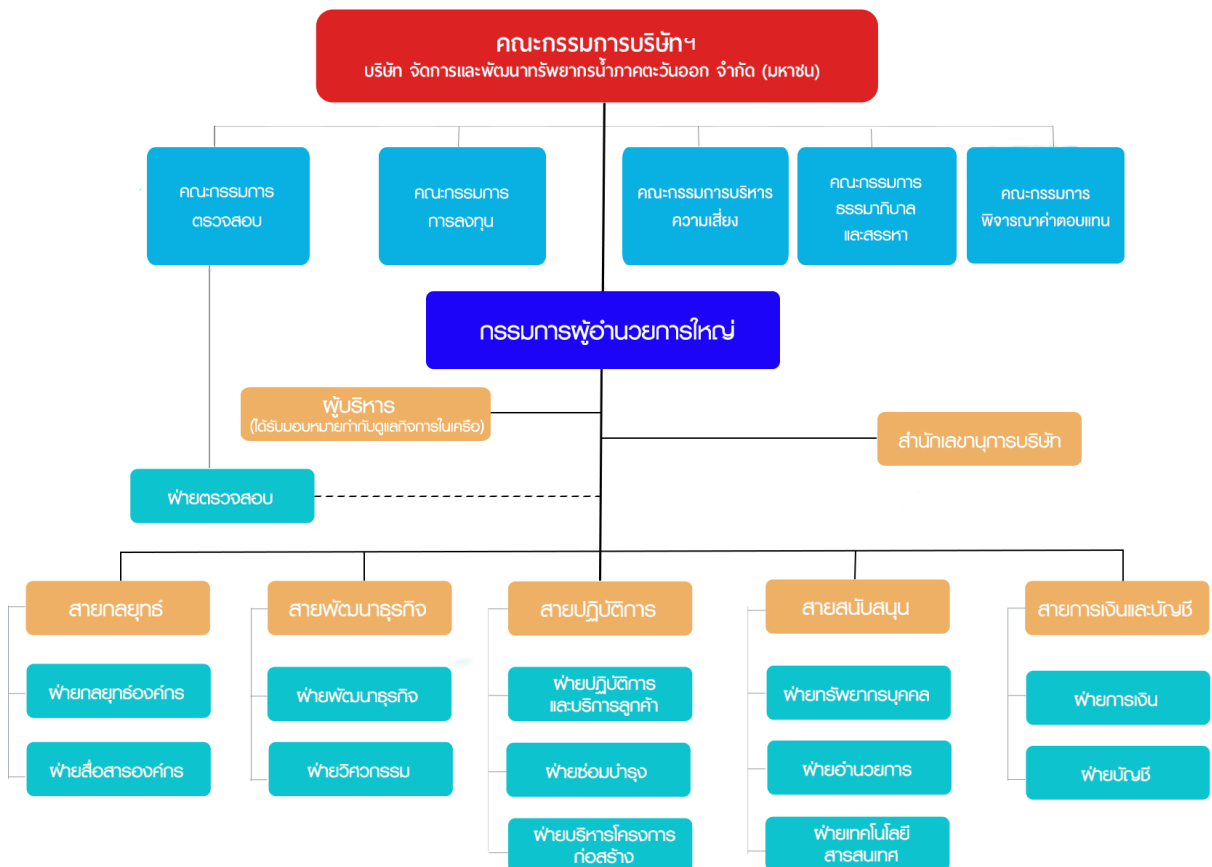 คณะกรรมการบริษัทฯ
บริษัท จัดการและพัฒนาทรัพยากรน้ำภาคตะวันออก จำกัด (มหาชน)
คณะกรรมการ
ตรวจสอบ
คณะกรรมการ
การลงทุน
คณะกรรมการบริหาร
ความเสี่ยง
คณะกรรมการ
ธรรมาภิบาล
และสรรหา
คณะกรรมการ
พิจารณาค่าตอบแทน
กรรมการผู้อำนวยการใหญ่
ผู้บริหาร
(ได้รับมอบหมายกำกับดูแลกิจการในเครือ)
สำนักเลขานุการบริษัท
ฝ่ายตรวจสอบ
สายกลยุทธ์
สายพัฒนาธุรกิจ
สายปฏิบัติการ
สายสนับสนุน
สายการเงินและบัญชี
ฝ่ายกลยุทธ์องค์กร
ฝ่ายพัฒนาธุรกิจ
ฝ่ายปฏิบัติการ
และบริการลูกค้า
ฝ่ายทรัพยากรบุคคล
ฝ่ายการเงิน
ฝ่ายสื่อสารองค์กร
ฝ่ายวิศวกรรม
ฝ่ายซ่อมบำรุง
ฝ่ายอำนวยการ
ฝ่ายบัญชี
ฝ่ายบริหารโครงการ
ก่อสร้าง
ฝ่ายเทคโนโลยี
สารสนเทศ